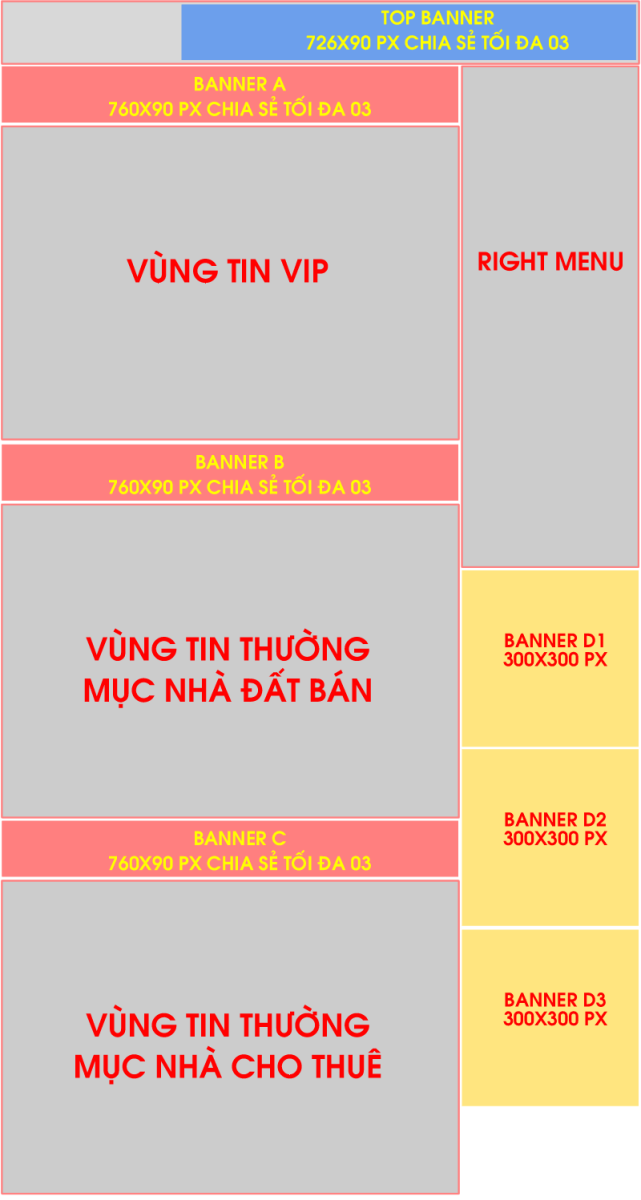 TOP BANNER
726X90 PX CHIA SẺ TỐI ĐA 03
BANNER A
760X90 PX CHIA SẺ TỐI ĐA 03
VÙNG TIN VIP
RIGHT MENU
BANNER B
760X90 PX CHIA SẺ TỐI ĐA 03
VÙNG TIN THƯỜNG
MỤC NHÀ ĐẤT BÁN
BANNER D1
300X300 PX
BANNER D2
300X300 PX
BANNER C
760X90 PX CHIA SẺ TỐI ĐA 03
VÙNG TIN THƯỜNG
MỤC NHÀ CHO THUÊ
BANNER D3
300X300 PX